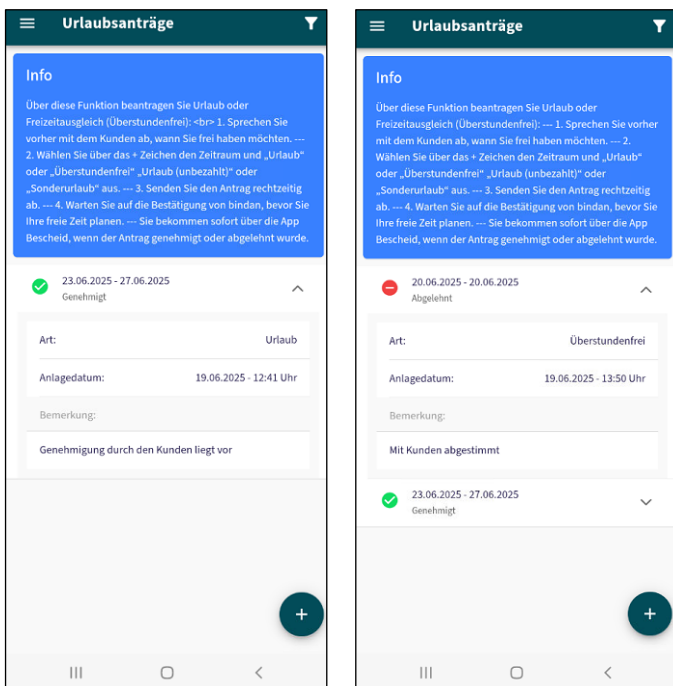 Urlaubsanträge
Info
Über diese Funktion beantragen Sie Urlaub oder
Freizeitausgleich (Überstundenfrei): <br> 1. Sprechen Sie
vorher mit dem Kunden ab, wann Sie frei haben möchten. ---
2. Wählen Sie über das + Zeichen den Zeitraum und „Urlaub“
oder „Überstundenfrei“ „Urlaub (unbezahlt)“ oder
„Sonderurlaub“ aus. --- 3. Senden Sie den Antrag rechtzeitig
ab. --- 4. Warten Sie auf die Bestätigung von bindan, bevor Sie
Ihre freie Zeit planen. --- Sie bekommen sofort über die App
Bescheid, wenn der Antrag genehmigt oder abgelehnt wurde.
23.06.2025 - 27.06.2025
Genehmigt
Art: Urlaub
Anlagedatum: 19.06.2025 - 12:41 Uhr
Bemerkung:
Genehmigung durch den Kunden liegt vor
+
Urlaubsanträge
Info
Über diese Funktion beantragen Sie Urlaub oder
Freizeitausgleich (Überstundenfrei): --- 1. Sprechen Sie vorher
mit dem Kunden ab, wann Sie frei haben möchten. --- 2.
Wählen Sie über das + Zeichen den Zeitraum und „Urlaub“
oder „Überstundenfrei“ „Urlaub (unbezahlt)“ oder
„Sonderurlaub“ aus. --- 3. Senden Sie den Antrag rechtzeitig
ab. --- 4. Warten Sie auf die Bestätigung von bindan, bevor Sie
Ihre freie Zeit planen. --- Sie bekommen sofort über die App
Bescheid, wenn der Antrag genehmigt oder abgelehnt wurde.
20.06.2025 - 20.06.2025
Abgelehnt
Art: Überstundenfrei
Anlagedatum: 19.06.2025 - 13:50 Uhr
Bemerkung:
Mit Kunden abgestimmt
23.06.2025 - 27.06.2025
Genehmigt
+